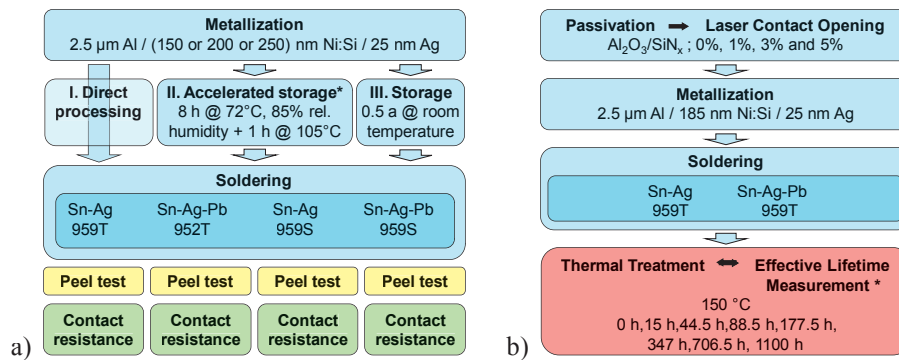 Metallization
2.5 µm Al / (150 or 200 or 250) nm Ni:Si / 25 nm Ag
I. Direct
processing
II. Accelerated storage*
8 h @ 72°C, 85% rel.
humidity + 1 h @ 105°C
III. Storage
0.5 a @ room
temperature
Soldering
Sn-Ag
959T
Sn-Ag-Pb
952T
Sn-Ag
959S
Sn-Ag-Pb
959S
Peel test
Peel test
Peel test
Peel test
Contact
resistance
Contact
resistance
Contact
resistance
Contact
resistance
a)
Passivation ➡ Laser Contact Opening
Al₂O₃/SiNₓ ; 0%, 1%, 3% and 5%
Metallization
2.5 µm Al / 185 nm Ni:Si / 25 nm Ag
Soldering
Sn-Ag
959T
Sn-Ag-Pb
959T
Thermal Treatment ⬌ Effective Lifetime
Measurement *
150 °C
0 h,15 h,44.5 h,88.5 h,177.5 h,
347 h,706.5 h, 1100 h
b)